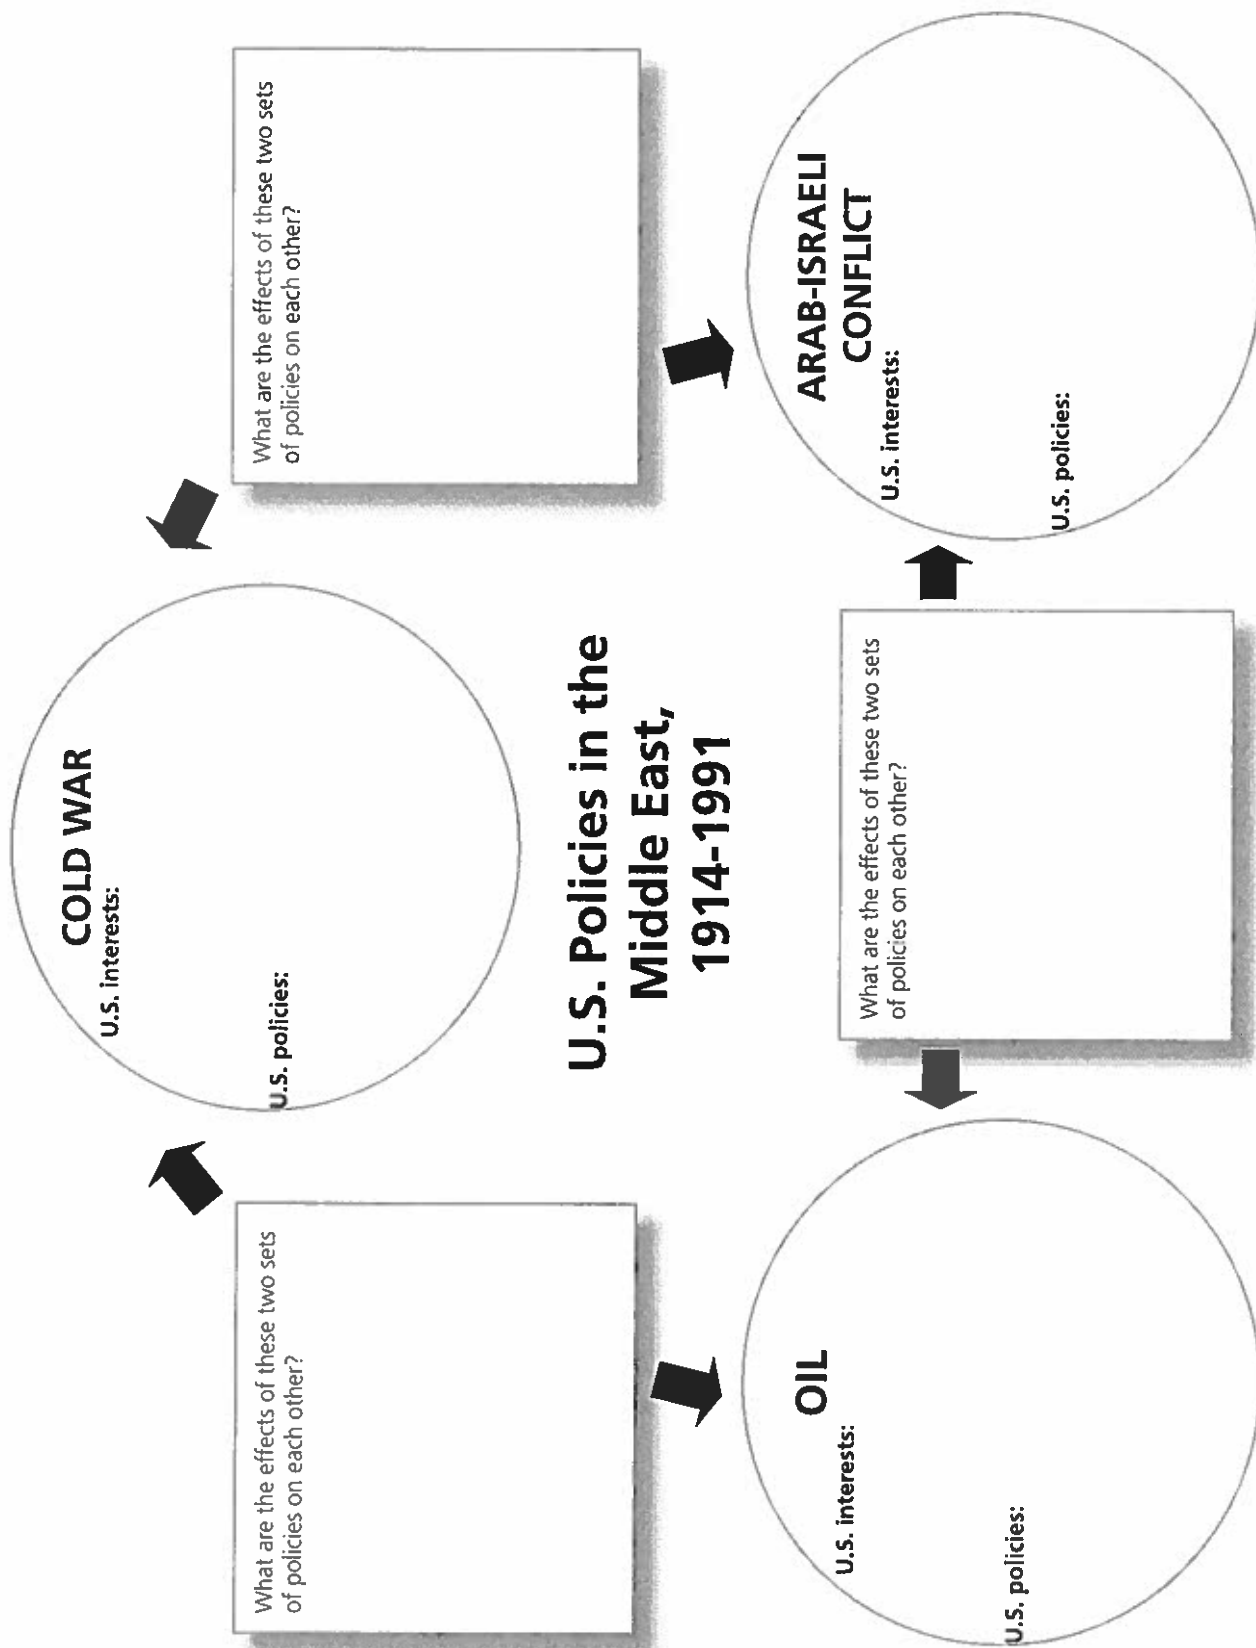 COLD WAR
U.S. interests:
U.S. policies:
What are the effects of these two sets
of policies on each other?
What are the effects of these two sets
of policies on each other?
U.S. Policies in the
Middle East,
1914-1991
OIL
U.S. interests:
U.S. policies:
What are the effects of these two sets
of policies on each other?
ARAB-ISRAELI
CONFLICT
U.S. interests:
U.S. policies: